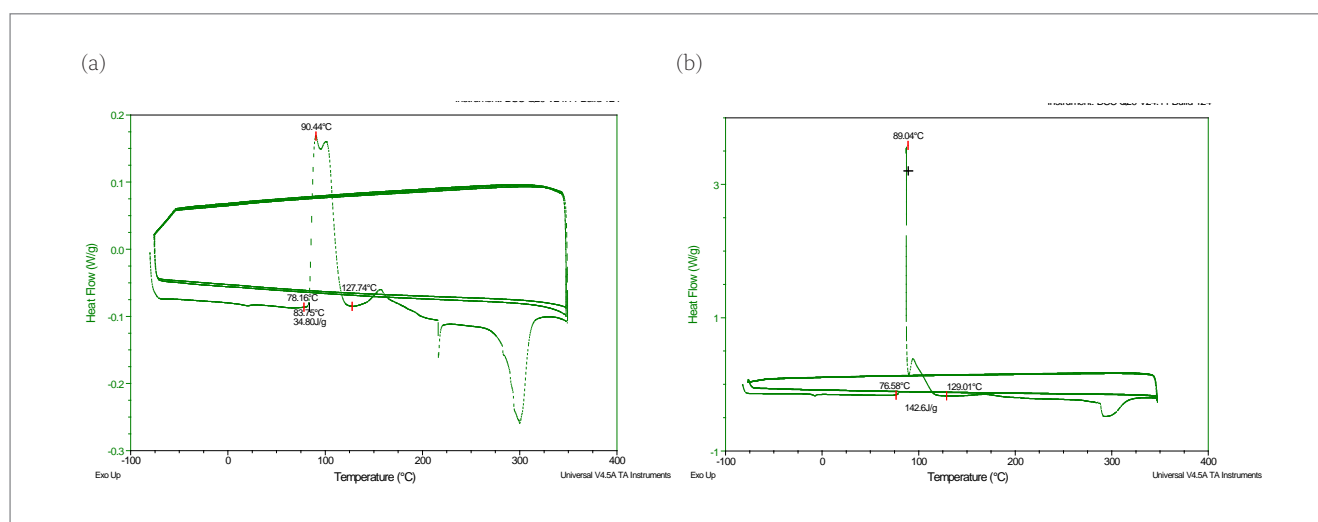 (a)
(b)
0.2
0.1
0.0
-0.1
-0.2
-0.3
Heat Flow (W/g)
90.44°C
78.16°C
127.74°C
83.75°C
34.80J/g
-100
0
100
200
300
400
Exo Up
Temperature (°C)
Universal V4.5A TA Instruments
3
1
-1
Heat Flow (W/g)
89.04°C
76.58°C
129.01°C
142.6J/g
-100
0
100
200
300
400
Exo Up
Temperature (°C)
Universal V4.5A TA Instruments